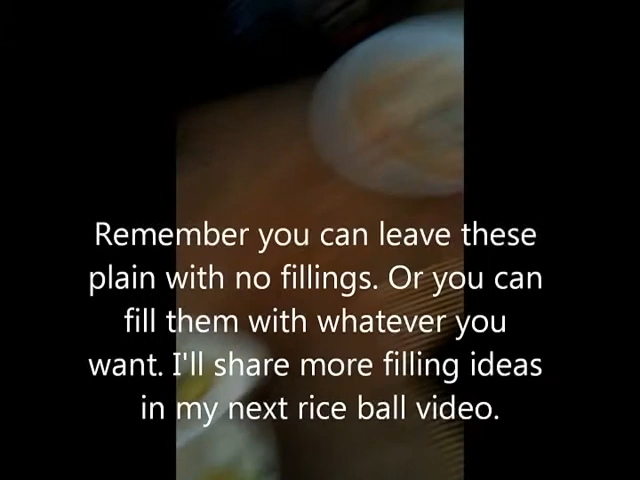 Remember you can leave these
plain with no fillings. Or you can
fill them with whatever you
want. I'll share more filling ideas
in my next rice ball video.